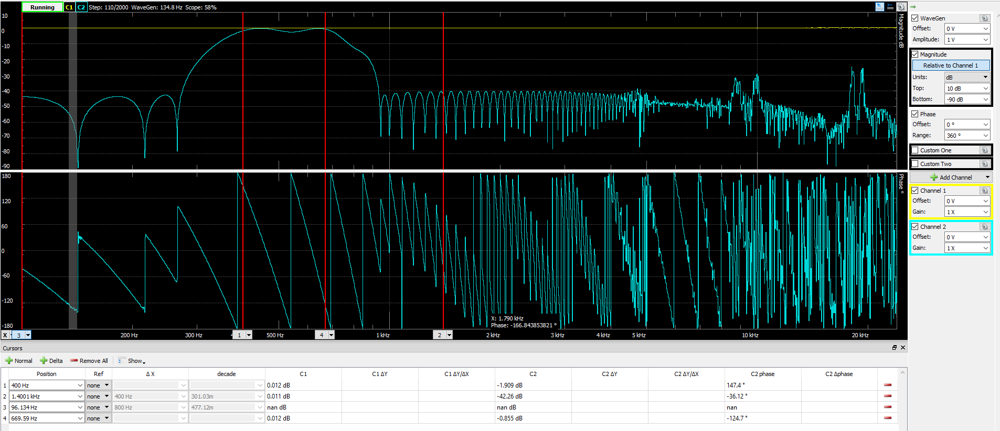 Running C1 C2 Step: 110/2000 WaveGen: 134.8 Hz Scope: 58%
10
0
-10
-20
-30
-40
-50
-60
-70
-80
-90
Magnitude dB
180
120
60
0
-60
-120
-180
Phase °
X: 1.790 kHz
Phase: -166.843853821 °
X 3 200 Hz 300 Hz 1 500 Hz 4 1 kHz 2 2 kHz 3 kHz 4 kHz 5 kHz 10 kHz 20 kHz
WaveGen
Offset: 0 V
Amplitude: 1 V
Magnitude
Relative to Channel 1
Units: dB
Top: 10 dB
Bottom: -90 dB
Phase
Offset: 0 °
Range: 360 °
Custom One
Custom Two
Add Channel
Channel 1
Offset: 0 V
Gain: 1 X
Channel 2
Offset: 0 V
Gain: 1 X
Cursors
Normal Delta Remove All Show
Position Ref Δ X decade C1 C1 ΔY C1 ΔY/ΔX C2 C2 ΔY C2 ΔY/ΔX C2 phase C2 Δphase
1 400 Hz none 0.012 dB -1.909 dB 147.4 °
2 1.4001 kHz none 400 Hz 301.03m 0.011 dB -42.26 dB -36.12 °
3 96.134 Hz none 800 Hz 477.12m nan dB nan dB nan
4 669.59 Hz none 0.012 dB -0.855 dB -124.7 °